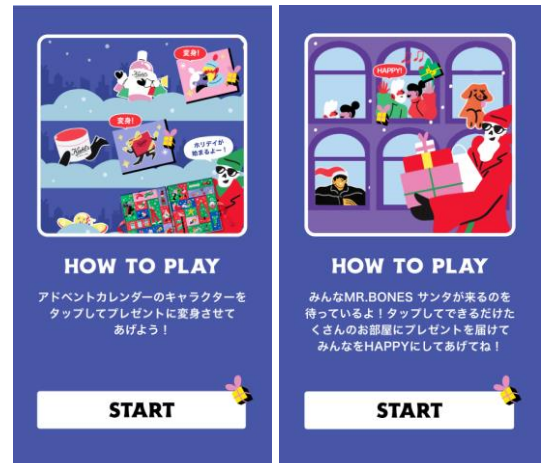 変身!
Kiehl's
変身!
ホリデイが
始まるよー!
HOW TO PLAY
アドベントカレンダーのキャラクターを
タップしてプレゼントに変身させて
あげよう！
START
HAPPY!
HOW TO PLAY
みんなMR.BONES サンタが来るのを
待っているよ！タップしてできるだけた
くさんのお部屋にプレゼントを届けて
みんなをHAPPYにしてあげてね！
START